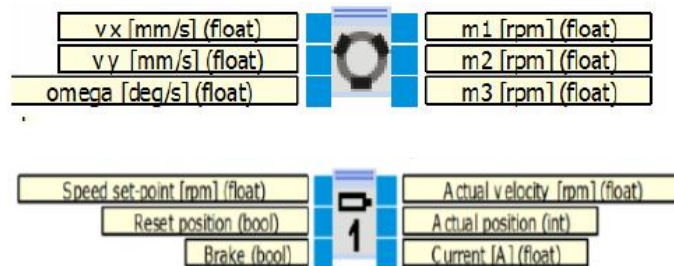 vx [mm/s] (float) m1 [rpm] (float)
vy [mm/s] (float) m2 [rpm] (float)
omega [deg/s] (float) m3 [rpm] (float)
Speed set-point [rpm] (float) Actual velocity [rpm] (float)
Reset position (bool) 1 Actual position (int)
Brake (bool) Current [A] (float)